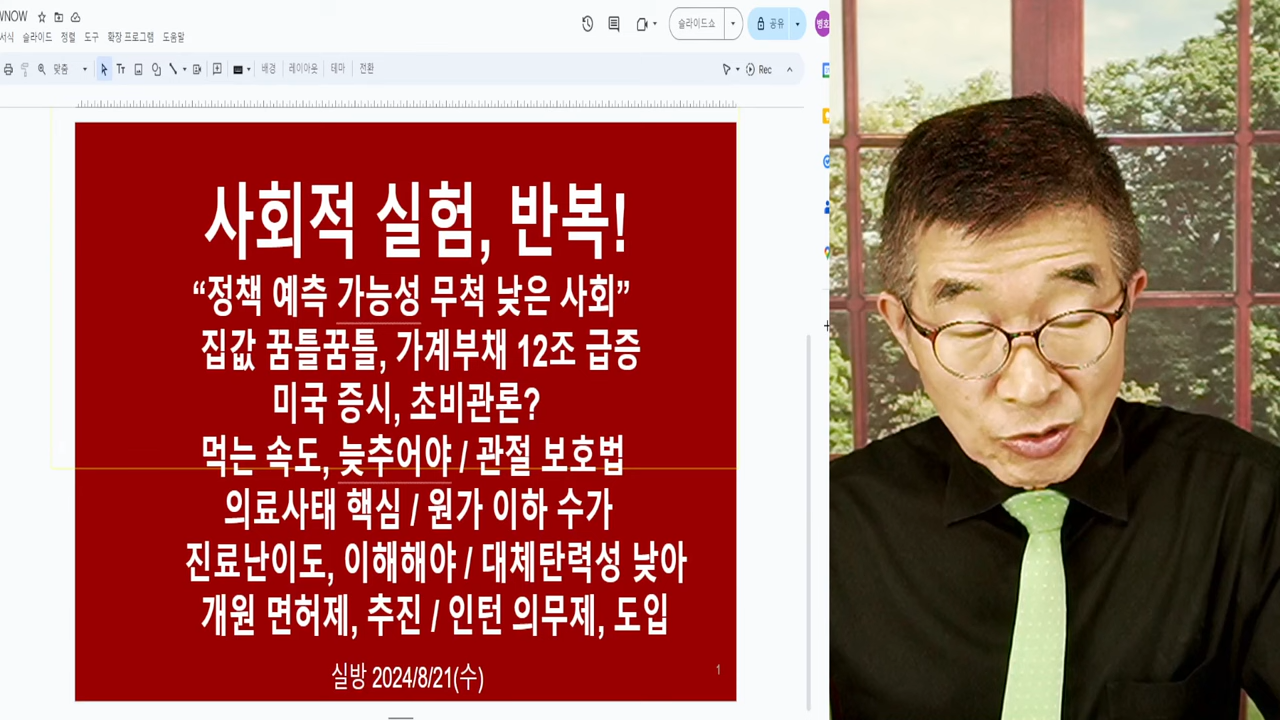 NOW
서식 슬라이드 정렬 도구 확장 프로그램 도움말
슬라이드쇼
공유
병호
맞춤
배경 레이아웃 테마 전환
Rec
사회적 실험, 반복!
“정책 예측 가능성 무척 낮은 사회”
집값 꿈틀꿈틀, 가계부채 12조 급증
미국 증시, 초비관론?
먹는 속도, 늦추어야 / 관절 보호법
의료사태 핵심 / 원가 이하 수가
진료난이도, 이해해야 / 대체탄력성 낮아
개원 면허제, 추진 / 인턴 의무제, 도입
실방 2024/8/21(수)
1